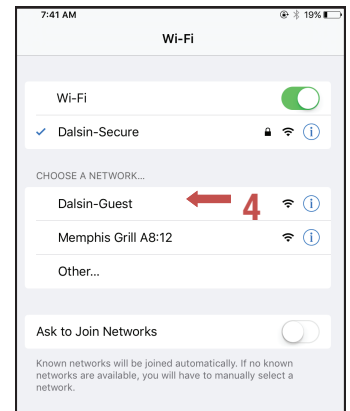 7:41 AM 19%
Wi-Fi
Wi-Fi
Dalsin-Secure
CHOOSE A NETWORK...
Dalsin-Guest 4
Memphis Grill A8:12
Other...
Ask to Join Networks
Known networks will be joined automatically. If no known
networks are available, you will have to manually select a
network.